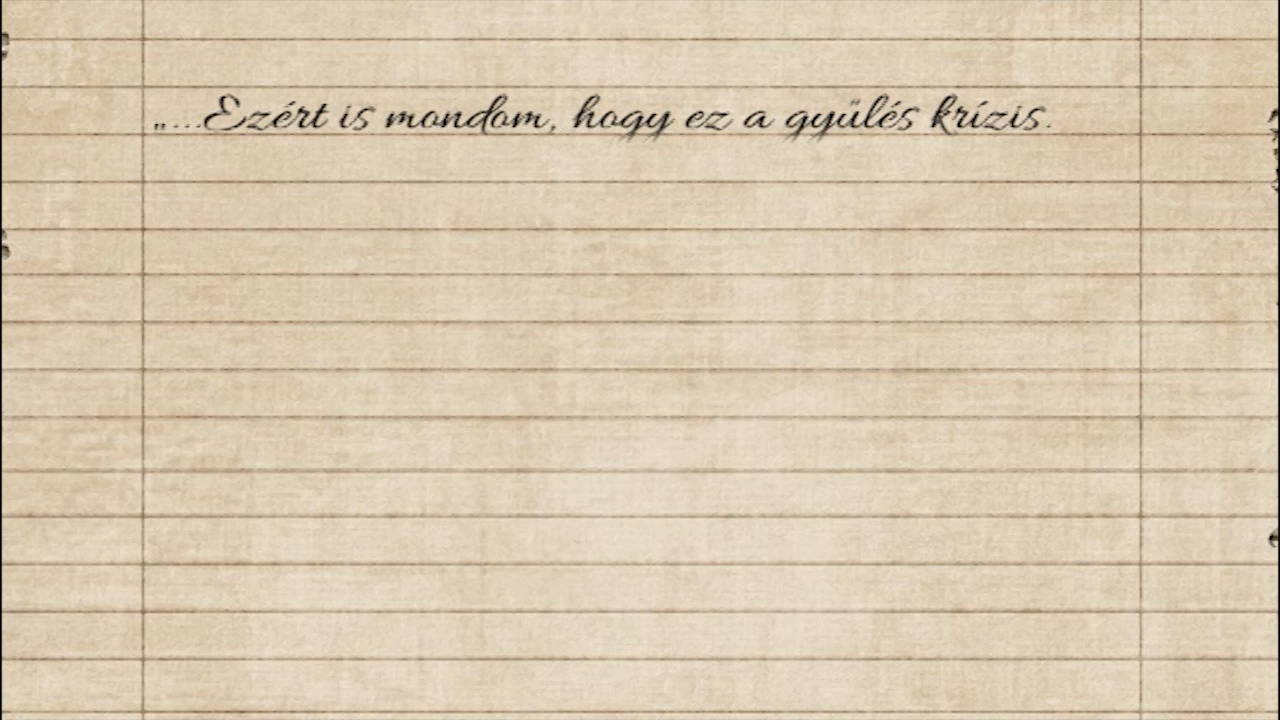 „...Ezért is mondom, hogy ez a gyűlés krízis.